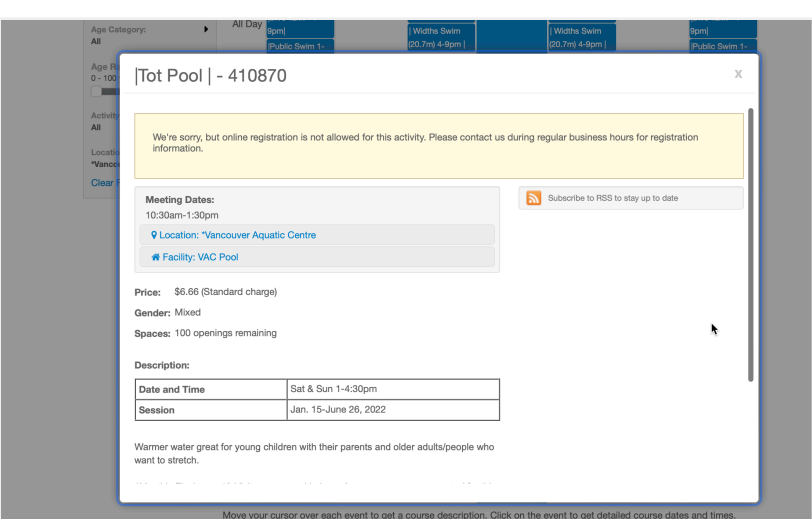 Age Category:
All
Age R
0 - 100
Activity
All
Locatio
*Vanco
Clear F
All Day
9pm|
|Public Swim 1-
| Widths Swim
(20.7m) 4-9pm |
| Widths Swim
(20.7m) 4-9pm |
9pm|
|Public Swim 1-
|Tot Pool | - 410870
X
We're sorry, but online registration is not allowed for this activity. Please contact us during regular business hours for registration
information.
Meeting Dates:
10:30am-1:30pm
Location: *Vancouver Aquatic Centre
Facility: VAC Pool
Subscribe to RSS to stay up to date
Price: $6.66 (Standard charge)
Gender: Mixed
Spaces: 100 openings remaining
Description:
Date and Time Sat & Sun 1-4:30pm
Session Jan. 15-June 26, 2022
Warmer water great for young children with their parents and older adults/people who
want to stretch.
Move your cursor over each event to get a course description. Click on the event to get detailed course dates and times.